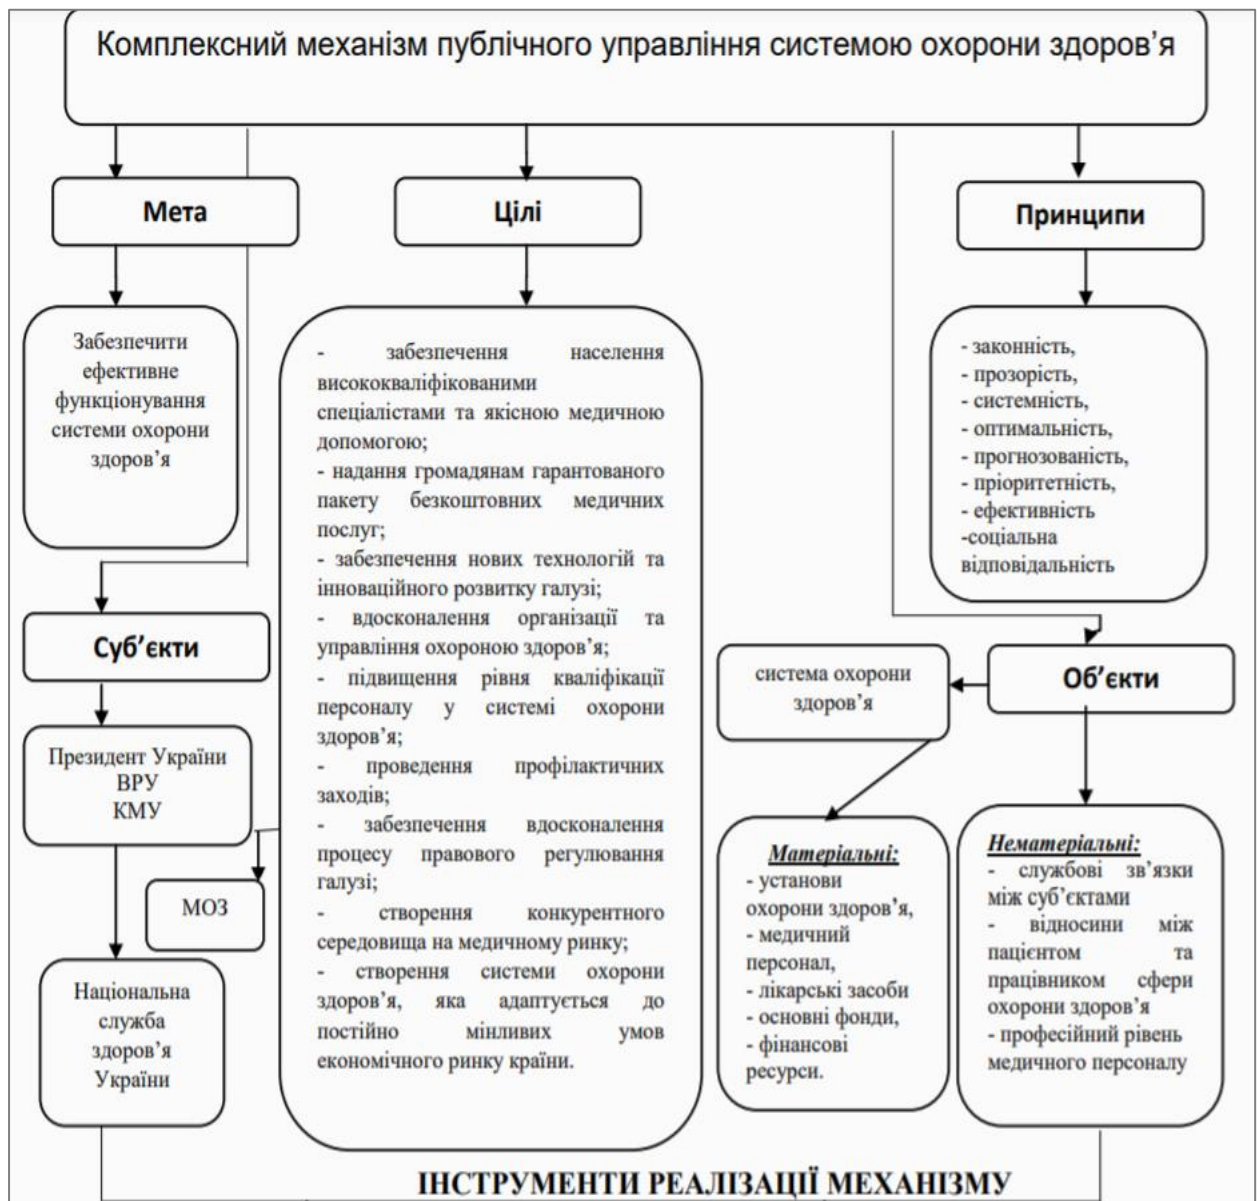 Комплексний механізм публічного управління системою охорони здоров’я
Мета
Цілі
Принципи
Забезпечити
ефективне
функціонування
системи охорони
здоров’я
- забезпечення населення
висококваліфікованими
спеціалістами та якісною медичною
допомогою;
- надання громадянам гарантованого
пакету безкоштовних медичних
послуг;
- забезпечення нових технологій та
інноваційного розвитку галузі;
- вдосконалення організації та
управління охороною здоров’я;
- підвищення рівня кваліфікації
персоналу у системі охорони
здоров’я;
- проведення профілактичних
заходів;
- забезпечення вдосконалення
процесу правового регулювання
галузі;
- створення конкурентного
середовища на медичному ринку;
- створення системи охорони
здоров’я, яка адаптується до
постійно мінливих умов
економічного ринку країни.
- законність,
- прозорість,
- системність,
- оптимальність,
- прогнозованість,
- пріоритетність,
- ефективність
-соціальна
відповідальність
Суб’єкти
Президент України
ВРУ
КМУ
МОЗ
Національна
служба
здоров’я
України
система охорони
здоров’я
Об’єкти
Матеріальні:
- установи
охорони здоров’я,
- медичний
персонал,
- лікарські засоби
- основні фонди,
- фінансові
ресурси.
Нематеріальні:
- службові зв’язки
між суб’єктами
- відносини між
пацієнтом та
працівником сфери
охорони здоров’я
- професійний рівень
медичного персоналу
ІНСТРУМЕНТИ РЕАЛІЗАЦІЇ МЕХАНІЗМУ